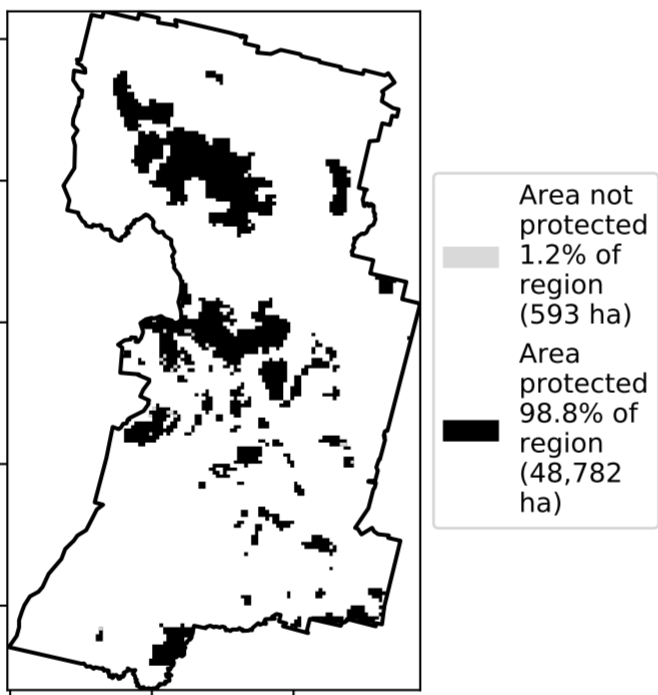 Area not
protected
1.2% of
region
(593 ha)
Area
protected
98.8% of
region
(48,782
ha)